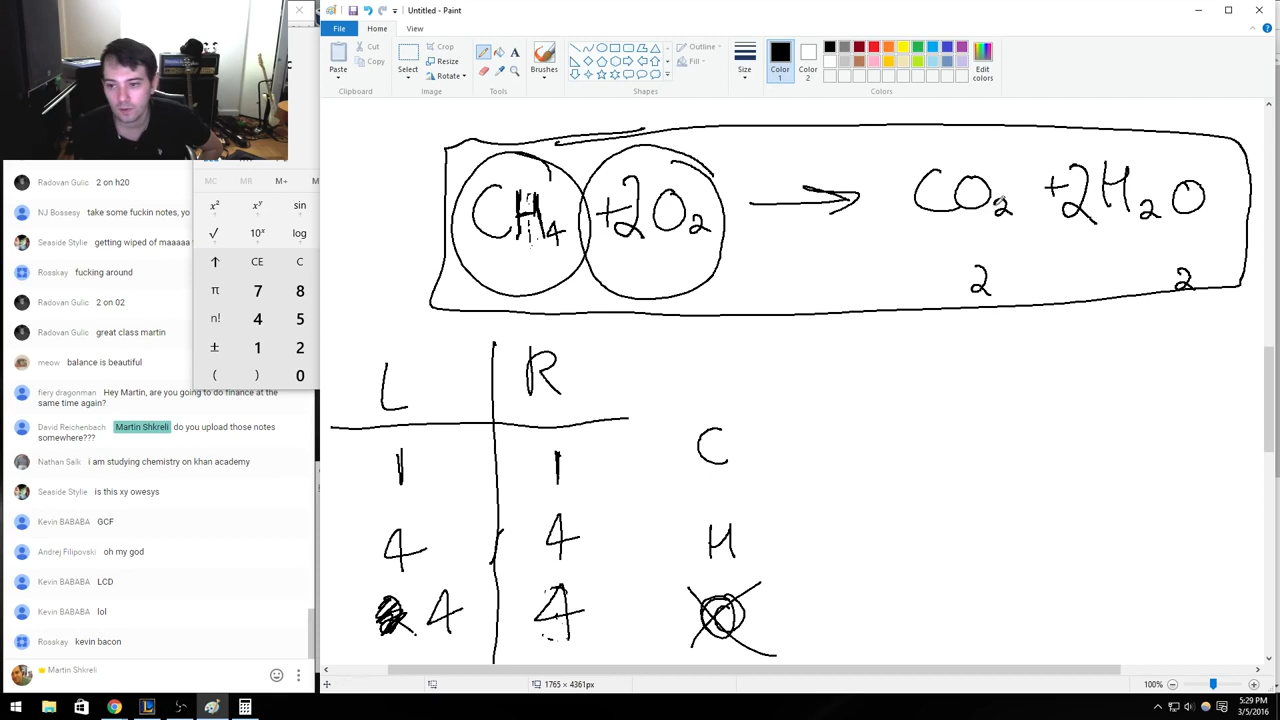 Untitled - Paint
File Home View
Paste
Cut
Copy
Clipboard
Select
Crop
Resize
Rotate
Image
Tools
Brushes
Shapes
Outline
Fill
Size
Color 1
Color 2
Edit colors
Colors
MC MR M+ M
x² xʸ sin
√ 10ˣ log
CE C
π 7 8
n! 4 5
± 1 2
( ) 0
Radovan Gulic 2 on h20
NJ Bossesy take some fuckin notes, yo
Seaside Stylie getting wiped of maaaaa
Rosskay fucking around
Radovan Gulic 2 on 02
Radovan Gulic great class martin
meow balance is beautiful
fiery dragonman Hey Martin, are you going to do finance at the
same time again?
David Reichenbach Martin Shkreli do you upload those notes
somewhere???
Nathan Salk i am studying chemistry on khan academy
Seaside Stylie is this xy owesys
Kevin BABABA GCF
Andrej Filipovski oh my god
Kevin BABABA LCD
Kevin BABABA lol
Rosskay kevin bacon
Martin Shkreli
CH4 +2O2 → CO2 +2H2O
2 2
L R
1 1 C
4 4 H
4 4 O
1765 × 4361px
100%
5:29 PM
3/5/2016